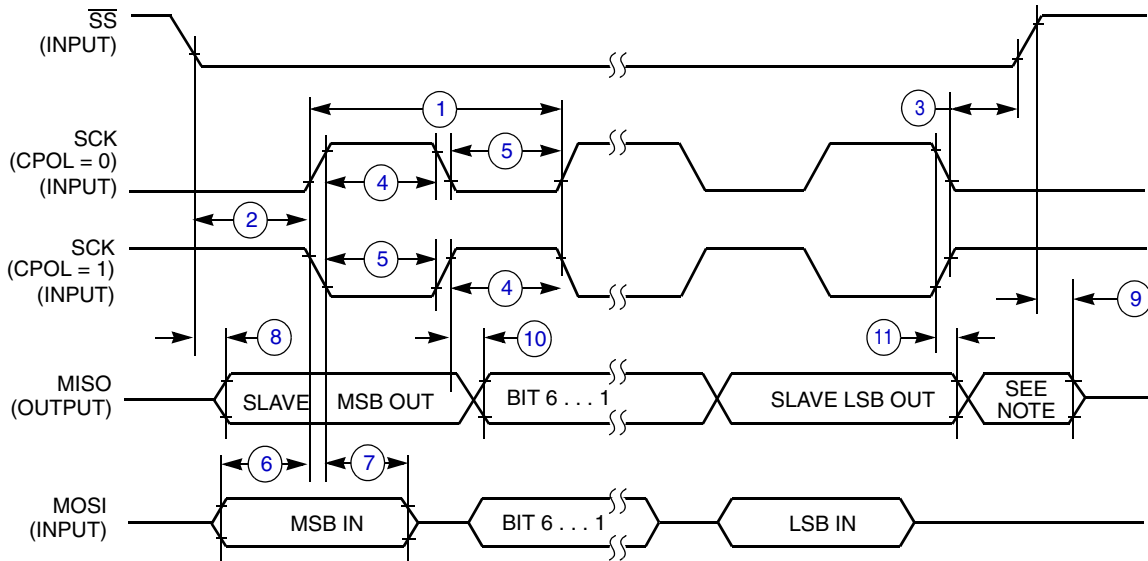 SS
(INPUT)
1
3
SCK
(CPOL = 0)
(INPUT)
5
4
2
SCK
(CPOL = 1)
(INPUT)
5
4
9
8
10
11
MISO
(OUTPUT)
SLAVE MSB OUT
BIT 6 . . . 1
SLAVE LSB OUT
SEE
NOTE
6
7
MOSI
(INPUT)
MSB IN
BIT 6 . . . 1
LSB IN